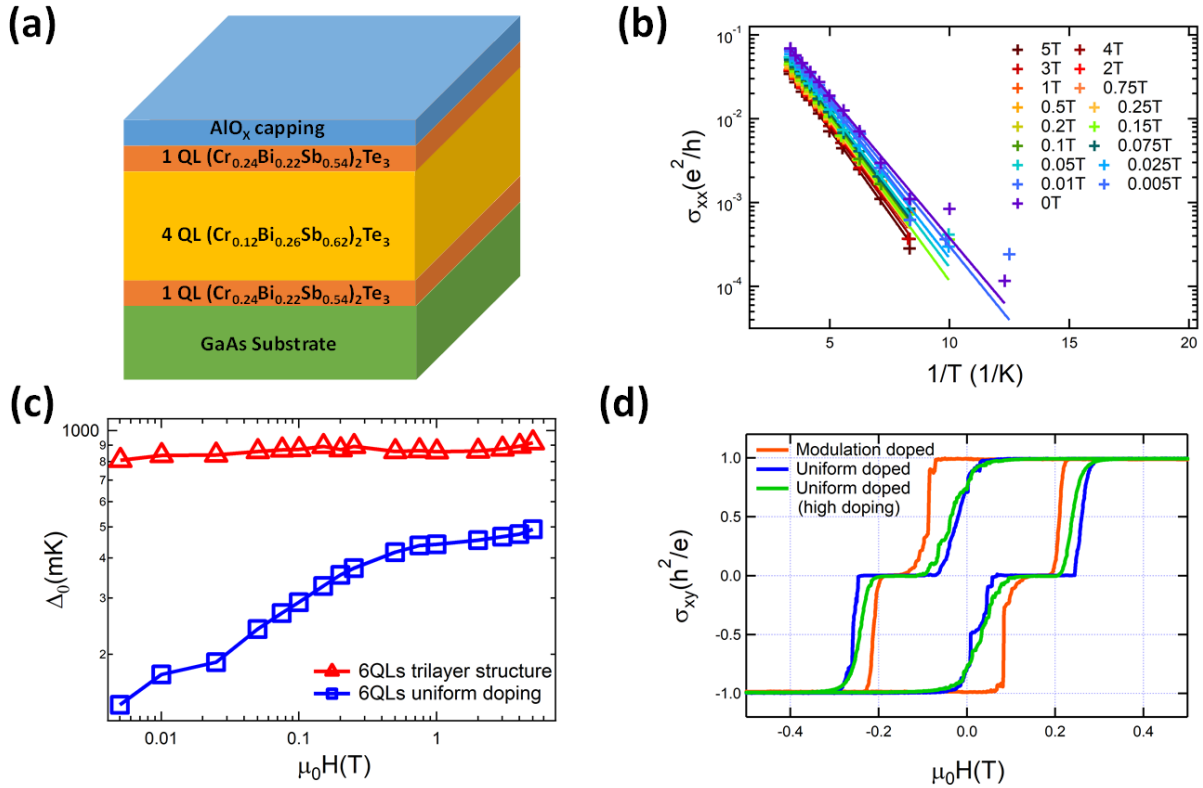 (a)
AlOₓ capping
1 QL (Cr₀.₂₄Bi₀.₂₂Sb₀.₅₄)₂Te₃
4 QL (Cr₀.₁₂Bi₀.₂₆Sb₀.₆₂)₂Te₃
1 QL (Cr₀.₂₄Bi₀.₂₂Sb₀.₅₄)₂Te₃
GaAs Substrate
(b)
σₓₓ(e²/h)
10⁻¹
10⁻²
10⁻³
10⁻⁴
5T 4T
3T 2T
1T 0.75T
0.5T 0.25T
0.2T 0.15T
0.1T 0.075T
0.05T 0.025T
0.01T 0.005T
0T
5 10 15 20
1/T (1/K)
(c)
Δ₀(mK)
1000
9
8
7
6
5
4
3
2
6QLs trilayer structure
6QLs uniform doping
0.01 0.1 1
μ₀H(T)
(d)
σxy(h²/e)
1.0
0.5
0.0
-0.5
-1.0
Modulation doped
Uniform doped
Uniform doped
(high doping)
-0.4 -0.2 0.0 0.2 0.4
μ₀H(T)